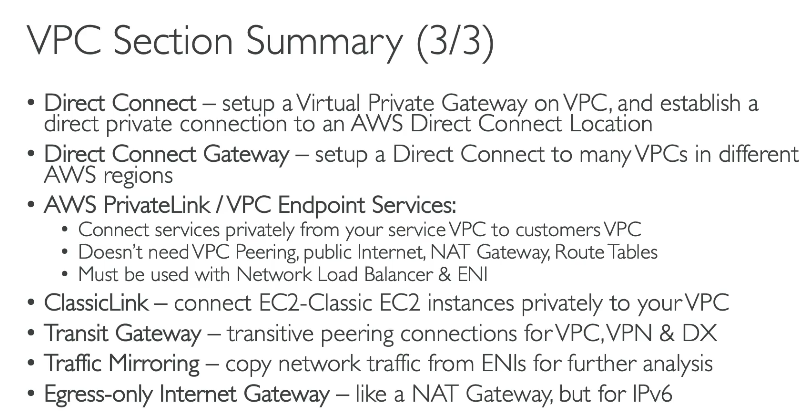 VPC Section Summary (3/3)
• Direct Connect – setup a Virtual Private Gateway on VPC, and establish a
direct private connection to an AWS Direct Connect Location
• Direct Connect Gateway – setup a Direct Connect to many VPCs in different
AWS regions
• AWS PrivateLink / VPC Endpoint Services:
• Connect services privately from your service VPC to customers VPC
• Doesn't need VPC Peering, public Internet, NAT Gateway, Route Tables
• Must be used with Network Load Balancer & ENI
• ClassicLink – connect EC2-Classic EC2 instances privately to your VPC
• Transit Gateway – transitive peering connections for VPC, VPN & DX
• Traffic Mirroring – copy network traffic from ENIs for further analysis
• Egress-only Internet Gateway – like a NAT Gateway, but for IPv6